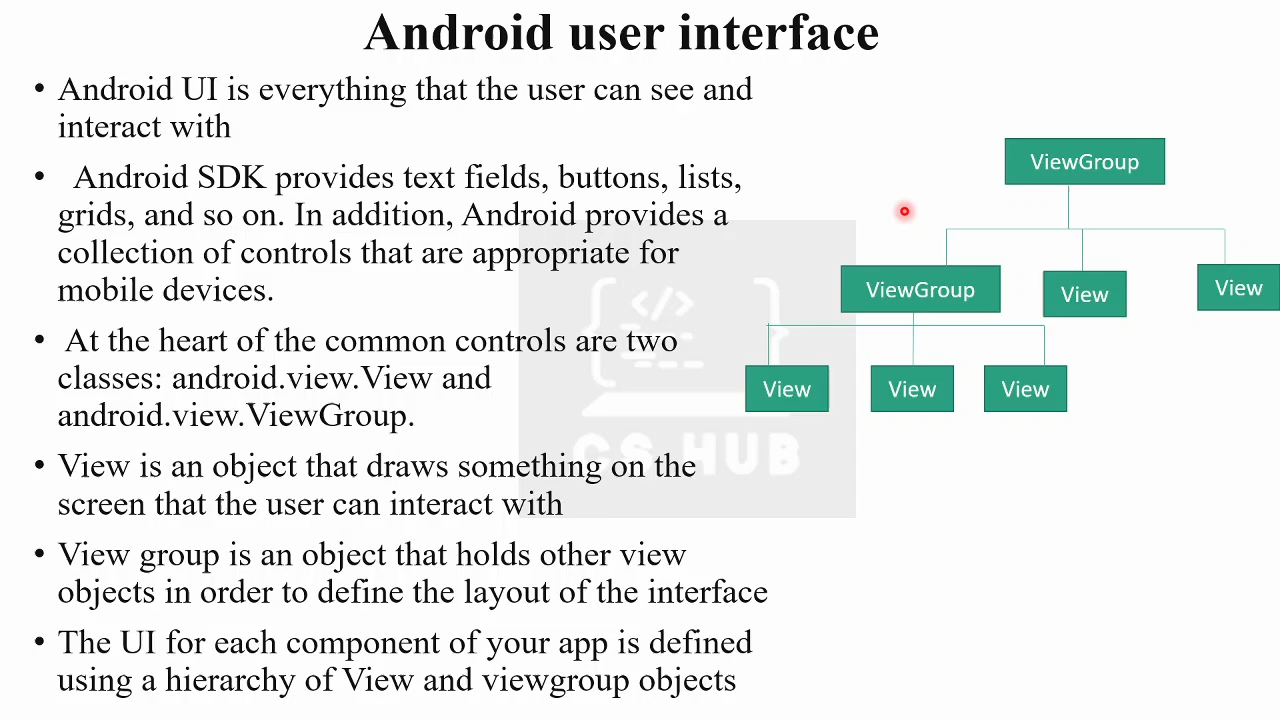 Android user interface
• Android UI is everything that the user can see and
interact with
• Android SDK provides text fields, buttons, lists,
grids, and so on. In addition, Android provides a
collection of controls that are appropriate for
mobile devices.
• At the heart of the common controls are two
classes: android.view.View and
android.view.ViewGroup.
• View is an object that draws something on the
screen that the user can interact with
• View group is an object that holds other view
objects in order to define the layout of the interface
• The UI for each component of your app is defined
using a hierarchy of View and viewgroup objects
ViewGroup
ViewGroup
View
View
View
View
View
</>
CS HUB